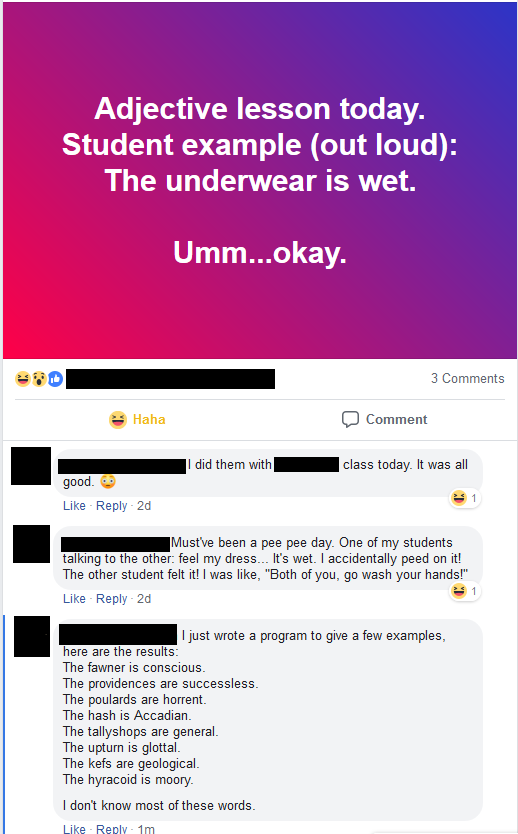 Adjective lesson today.
Student example (out loud):
The underwear is wet.
Umm...okay.
3 Comments
Haha
Comment
I did them with class today. It was all
good.
Like · Reply · 2d
1
Must've been a pee pee day. One of my students
talking to the other: feel my dress... It's wet. I accidentally peed on it!
The other student felt it! I was like, "Both of you, go wash your hands!"
1
Like · Reply · 2d
I just wrote a program to give a few examples,
here are the results:
The fawner is conscious.
The providences are successless.
The poulards are horrent.
The hash is Accadian.
The tallyshops are general.
The upturn is glottal.
The kefs are geological.
The hyracoid is moory.
I don't know most of these words.
Like · Reply · 1m